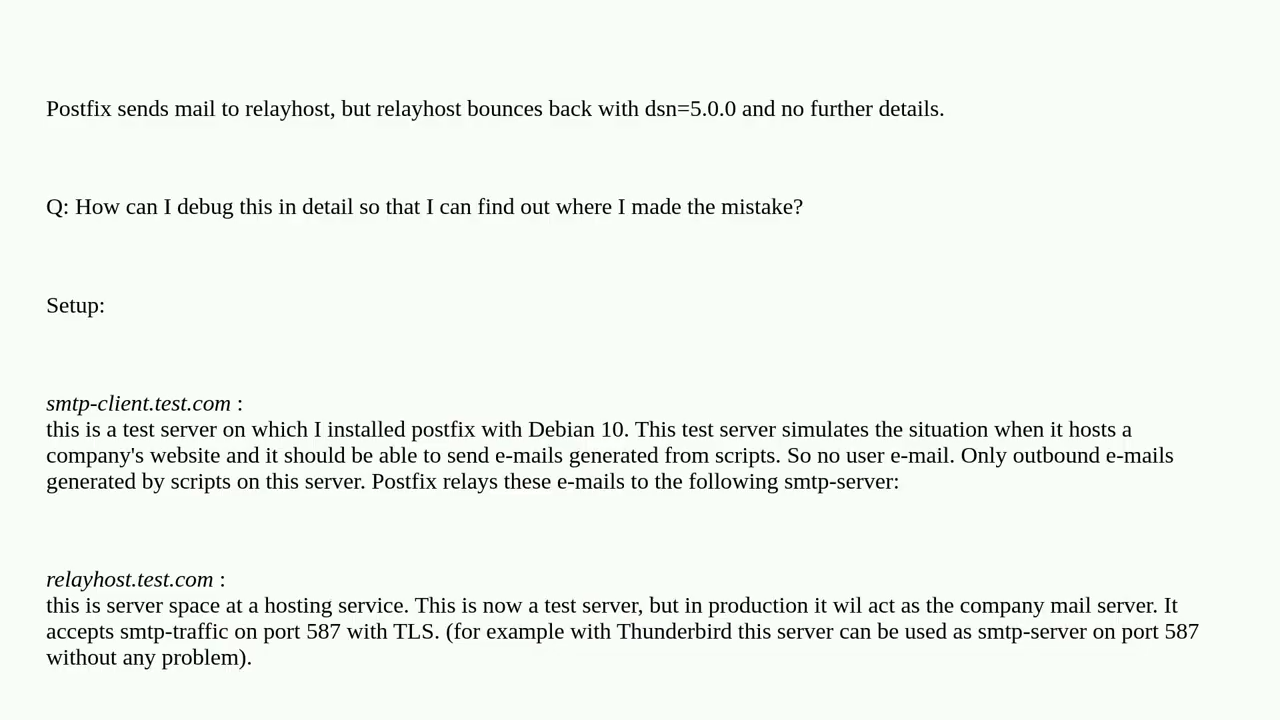 Postfix sends mail to relayhost, but relayhost bounces back with dsn=5.0.0 and no further details.
Q: How can I debug this in detail so that I can find out where I made the mistake?
Setup:
smtp-client.test.com :
this is a test server on which I installed postfix with Debian 10. This test server simulates the situation when it hosts a
company's website and it should be able to send e-mails generated from scripts. So no user e-mail. Only outbound e-mails
generated by scripts on this server. Postfix relays these e-mails to the following smtp-server:
relayhost.test.com :
this is server space at a hosting service. This is now a test server, but in production it wil act as the company mail server. It
accepts smtp-traffic on port 587 with TLS. (for example with Thunderbird this server can be used as smtp-server on port 587
without any problem).